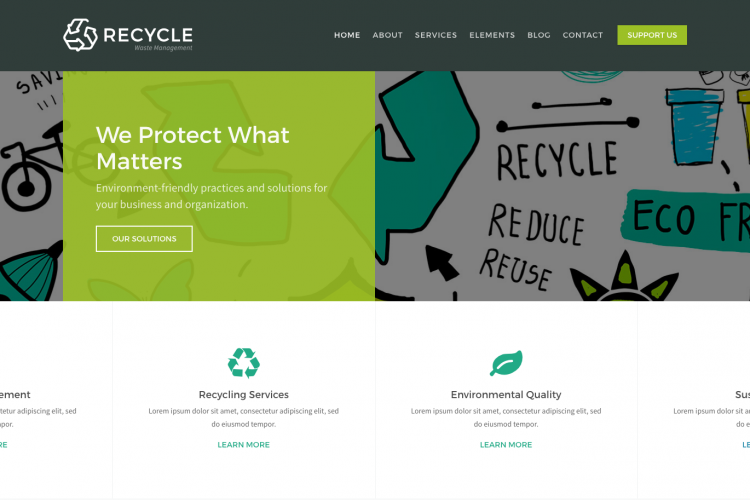 RECYCLE
Waste Management
HOME ABOUT SERVICES ELEMENTS BLOG CONTACT SUPPORT US
SAVI
We Protect What
Matters
Environment-friendly practices and solutions for
your business and organization.
OUR SOLUTIONS
RECYCLE
REDUCE
REUSE
ECO FR
ement
Recycling Services
Environmental Quality
Sus
tetur adipiscing elit, sed
Lorem ipsum dolor sit amet, consectetur adipiscing elit, sed
Lorem ipsum dolor sit amet, consectetur adipiscing elit, sed
Lorem ipsum do
por.
do eiusmod tempor.
do eiusmod tempor.
RE
LEARN MORE
LEARN MORE
LE